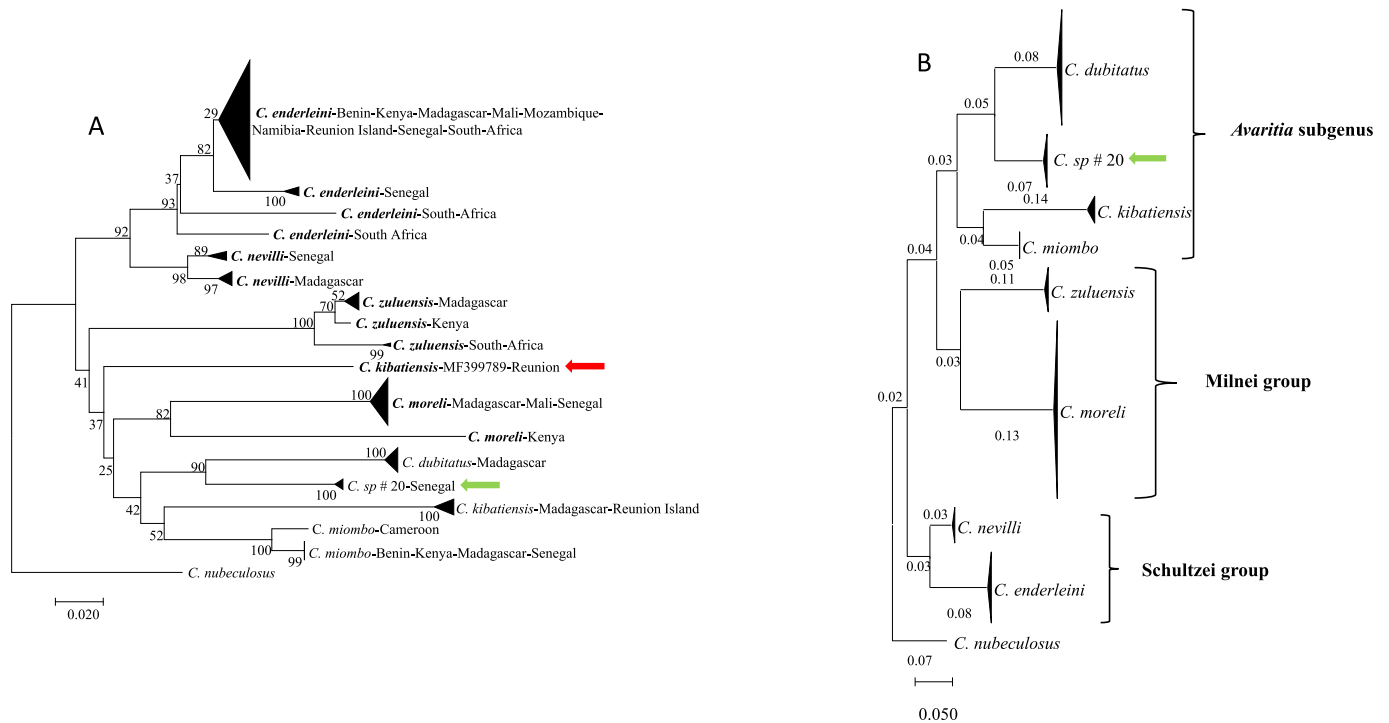 A
29
C. enderleini-Benin-Kenya-Madagascar-Mali-Mozambique-
Namibia-Reunion Island-Senegal-South-Africa
82
37
C. enderleini-Senegal
100
93
C. enderleini-South-Africa
92
C. enderleini-South Africa
89
C. nevilli-Senegal
98
C. nevilli-Madagascar
97
52
C. zuluensis-Madagascar
70
C. zuluensis-Kenya
100
C. zuluensis-South-Africa
99
C. kibatiensis-MF399789-Reunion
41
100
C. moreli-Madagascar-Mali-Senegal
82
37
C. moreli-Kenya
100
C. dubitatus-Madagascar
90
25
C. sp # 20-Senegal
100
42
C. kibatiensis-Madagascar-Reunion Island
100
52
C. miombo-Cameroon
100
C. miombo-Benin-Kenya-Madagascar-Senegal
99
C. nubeculosus
0.020
B
0.08
C. dubitatus
0.05
Avaritia subgenus
0.03
C. sp # 20
0.07
0.14
C. kibatiensis
0.04
C. miombo
0.04
0.05
0.11
C. zuluensis
0.03
Milnei group
C. moreli
0.02
0.13
0.03
C. nevilli
0.03
Schultzei group
C. enderleini
0.08
C. nubeculosus
0.07
0.050